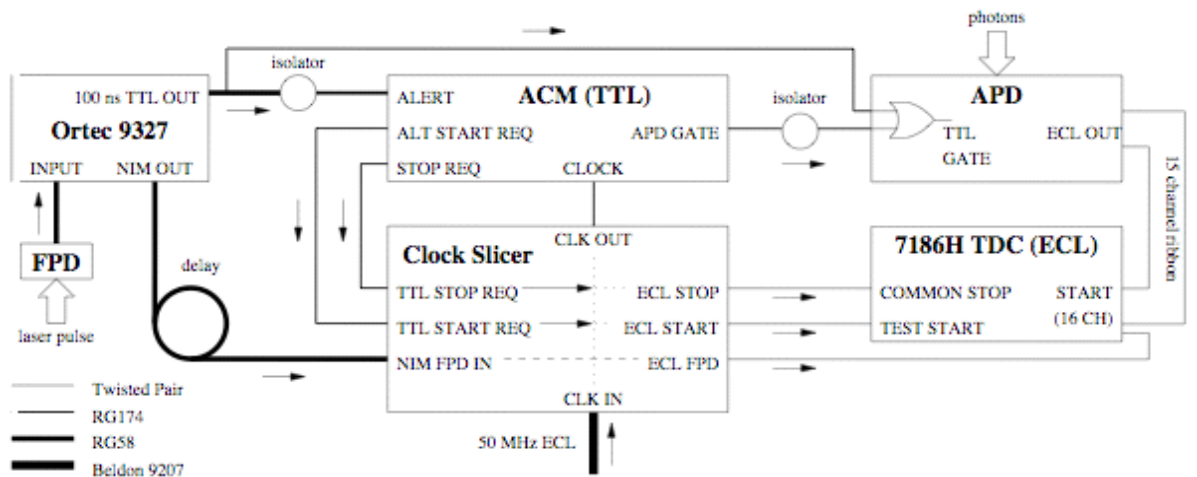 photons
isolator
100 ns TTL OUT
Ortec 9327
INPUT NIM OUT
ALERT
ACM (TTL)
ALT START REQ APD GATE
STOP REQ CLOCK
isolator
APD
TTL GATE
ECL OUT
15 channel ribbon
FPD
laser pulse
delay
CLK OUT
Clock Slicer
TTL STOP REQ ECL STOP
TTL START REQ ECL START
NIM FPD IN ECL FPD
CLK IN
7186H TDC (ECL)
COMMON STOP START
TEST START (16 CH)
50 MHz ECL
Twisted Pair
RG174
RG58
Beldon 9207